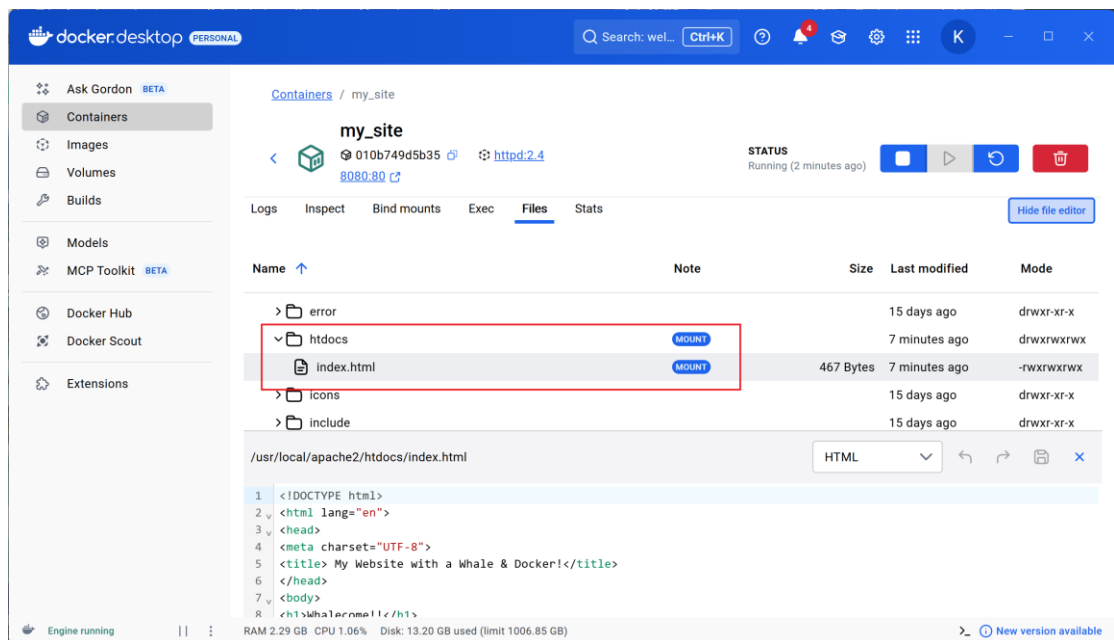 docker.desktop PERSONAL
Search: wel... Ctrl+K
4
K
Ask Gordon BETA
Containers
Images
Volumes
Builds
Models
MCP Toolkit BETA
Docker Hub
Docker Scout
Extensions
Containers / my_site
my_site
010b749d5b35 httpd:2.4
8080:80
STATUS
Running (2 minutes ago)
Logs Inspect Bind mounts Exec Files Stats
Hide file editor
Name Note Size Last modified Mode
error 15 days ago drwxr-xr-x
htdocs MOUNT 7 minutes ago drwxrwxrwx
index.html MOUNT 467 Bytes 7 minutes ago -rwxrwxrwx
icons 15 days ago drwxr-xr-x
include 15 days ago drwxr-xr-x
/usr/local/apache2/htdocs/index.html HTML
1 <!DOCTYPE html>
2 <html lang="en">
3 <head>
4 <meta charset="UTF-8">
5 <title> My Website with a Whale & Docker!</title>
6 </head>
7 <body>
8 <h1>Whalecome!!</h1>
Engine running RAM 2.29 GB CPU 1.06% Disk: 13.20 GB used (limit 1006.85 GB) New version available